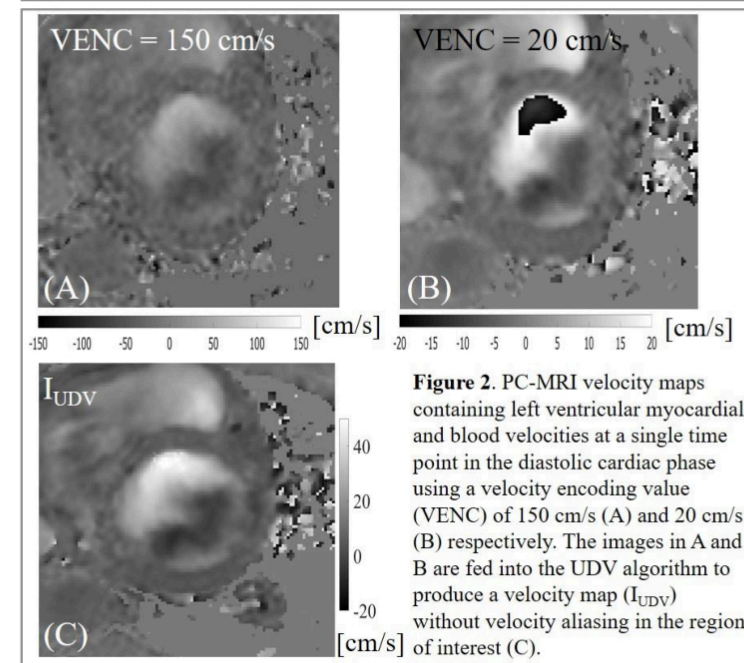 VENC = 150 cm/s
VENC = 20 cm/s
(A)
(B)
-150 -100 -50 0 50 100 150 [cm/s]
-20 -15 -10 -5 0 5 10 15 20 [cm/s]
I_UDV
40
20
0
-20
[cm/s]
(C)
Figure 2. PC-MRI velocity maps
containing left ventricular myocardial
and blood velocities at a single time
point in the diastolic cardiac phase
using a velocity encoding value
(VENC) of 150 cm/s (A) and 20 cm/s
(B) respectively. The images in A and
B are fed into the UDV algorithm to
produce a velocity map (I_UDV)
without velocity aliasing in the region
of interest (C).